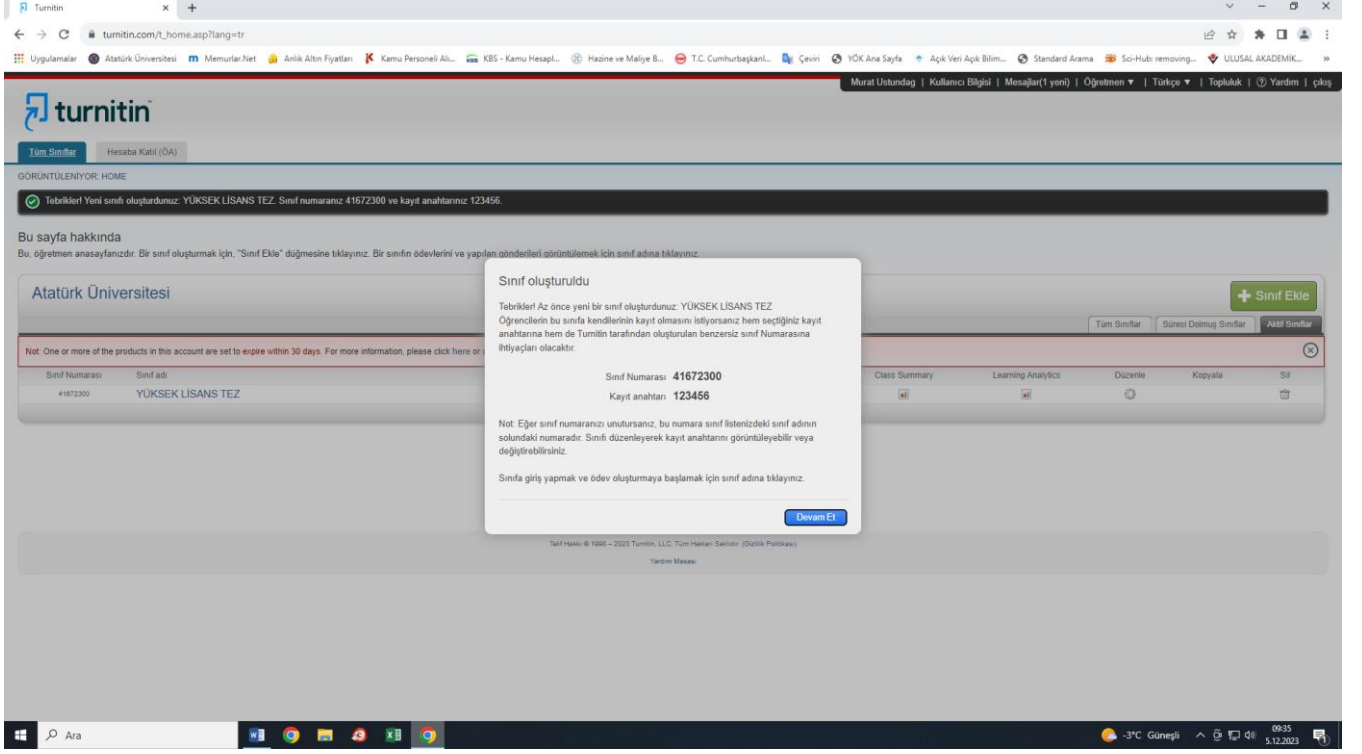 Turnitin
turnitin.com/t_home.asp?lang=tr
Uygulamalar Atatürk Üniversitesi Memurlar.Net Anlık Altın Fiyatları Kamu Personeli Alı... KBS - Kamu Hesapl... Hazine ve Maliye B... T.C. Cumhurbaşkanl... Çeviri YÖK Ana Sayfa Açık Veri Açık Bilim... Standard Arama Sci-Hub: removing... ULUSAL AKADEMİK... »
Murat Ustundag | Kullanıcı Bilgisi | Mesajlar(1 yeni) | Öğretmen ▼ | Türkçe ▼ | Topluluk | Yardım | çıkış
turnitin
Tüm Sınıflar Hesaba Katıl (ÖA)
GÖRÜNTÜLENİYOR: HOME
Tebrikler! Yeni sınıfı oluşturdunuz: YÜKSEK LİSANS TEZ. Sınıf numaranız 41672300 ve kayıt anahtarınız 123456.
Bu sayfa hakkında
Bu, öğretmen anasayfanızdır. Bir sınıf oluşturmak için, "Sınıf Ekle" düğmesine tıklayınız. Bir sınıfın ödevlerini ve yapılan gönderileri görüntülemek için sınıf adına tıklayınız.
Atatürk Üniversitesi
Sınıf Ekle
Tüm Sınıflar Süresi Dolmuş Sınıflar Aktif Sınıflar
Not: One or more of the products in this account are set to expire within 30 days. For more information, please click here or
Sınıf Numarası Sınıf adı Class Summary Learning Analytics Düzenle Kopyala Sil
41672300 YÜKSEK LİSANS TEZ
Sınıf oluşturuldu
Tebrikler! Az önce yeni bir sınıf oluşturdunuz: YÜKSEK LİSANS TEZ
Öğrencilerin bu sınıfa kendilerinin kayıt olmasını istiyorsanız hem seçtiğiniz kayıt
anahtarına hem de Turnitin tarafından oluşturulan benzersiz sınıf Numarasına
ihtiyaçları olacaktır.
Sınıf Numarası 41672300
Kayıt anahtarı 123456
Not: Eğer sınıf numaranızı unutursanız, bu numara sınıf listenizdeki sınıf adının
solundaki numaradır. Sınıfı düzenleyerek kayıt anahtarını görüntüleyebilir veya
değiştirebilirsiniz.
Sınıfa giriş yapmak ve ödev oluşturmaya başlamak için sınıf adına tıklayınız.
Devam Et
Telif Hakkı © 1998 – 2023 Turnitin, LLC. Tüm Hakları Saklıdır. (Gizlilik Politikası)
Yardım Masası
Ara
-3°C Güneşli
09:35
5.12.2023